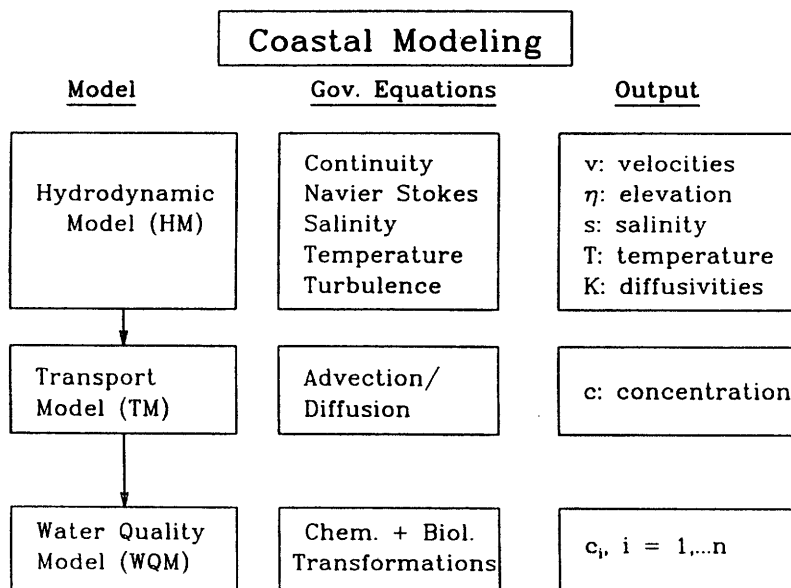 Coastal Modeling
Model
Gov. Equations
Output
Hydrodynamic
Model (HM)
Continuity
Navier Stokes
Salinity
Temperature
Turbulence
v: velocities
η: elevation
s: salinity
T: temperature
K: diffusivities
Transport
Model (TM)
Advection/
Diffusion
c: concentration
Water Quality
Model (WQM)
Chem. + Biol.
Transformations
cᵢ, i = 1,...n